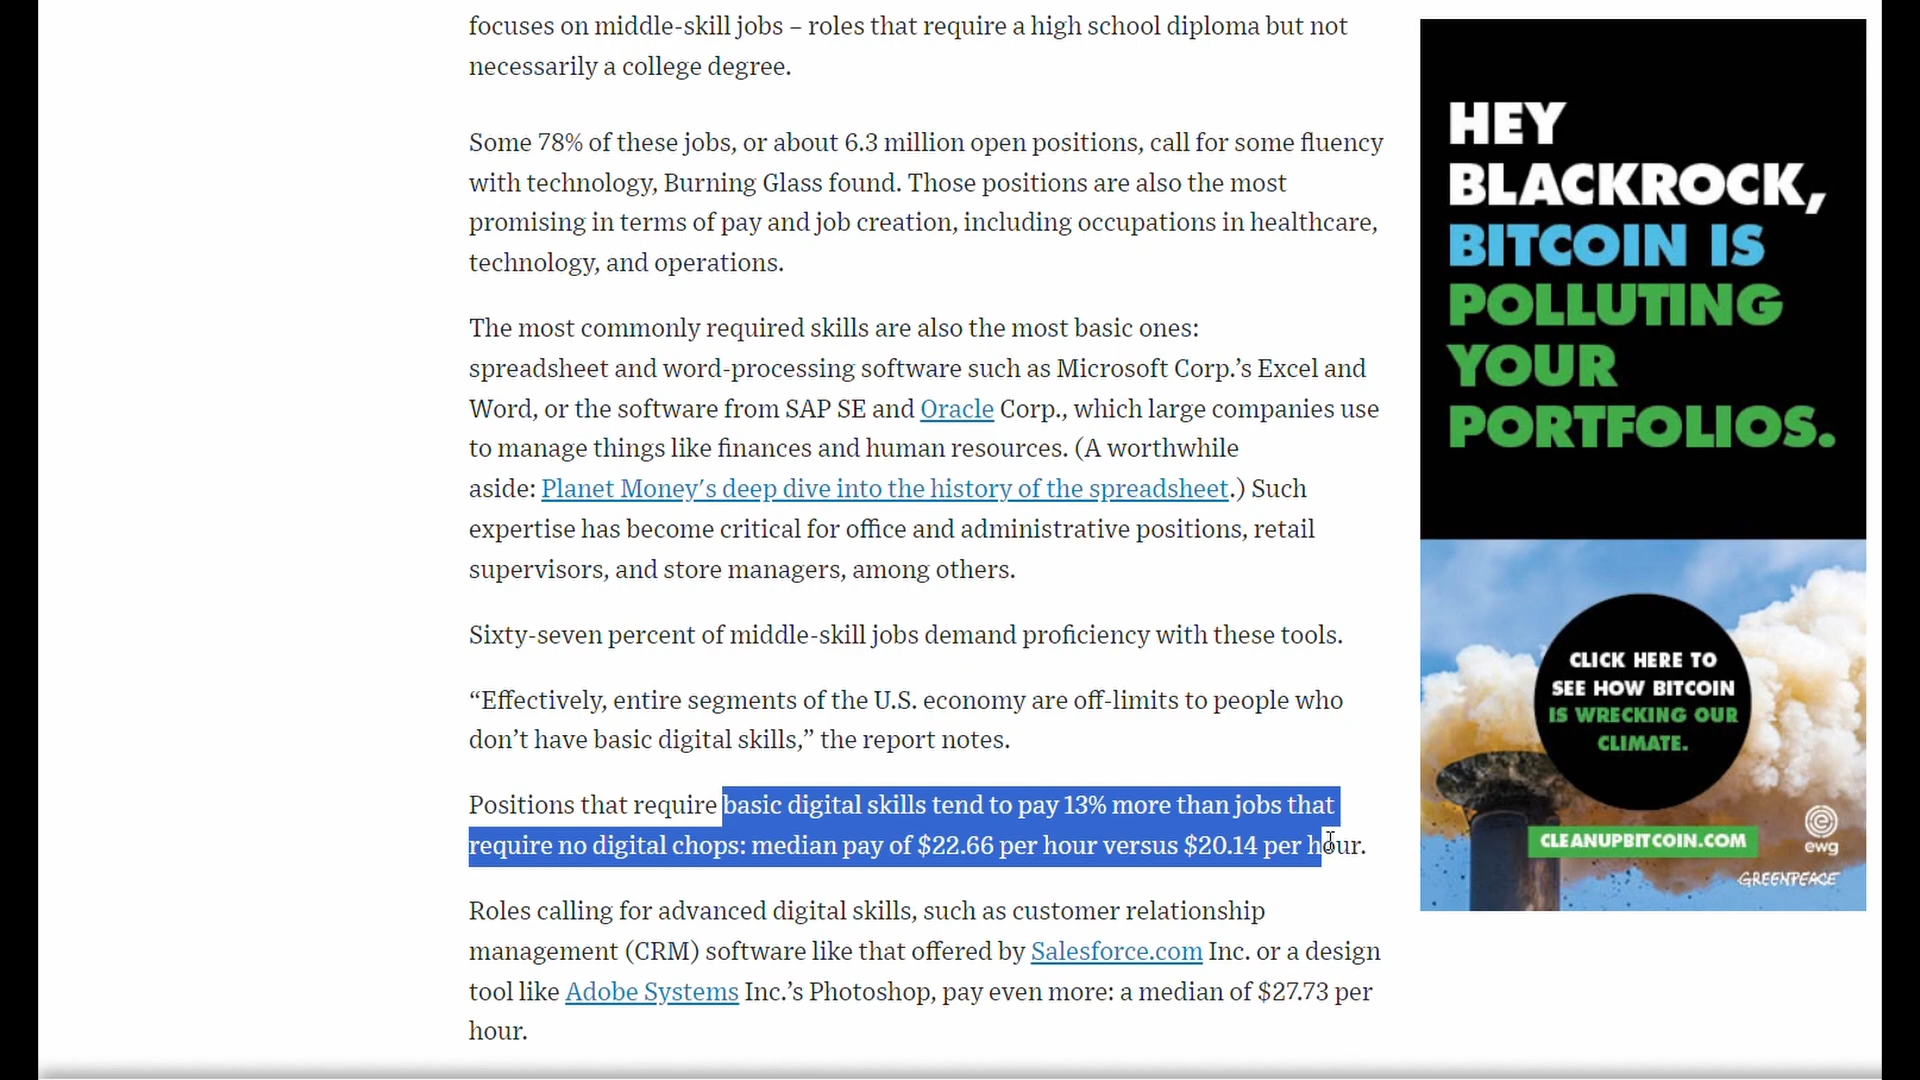 focuses on middle-skill jobs – roles that require a high school diploma but not
necessarily a college degree.
Some 78% of these jobs, or about 6.3 million open positions, call for some fluency
with technology, Burning Glass found. Those positions are also the most
promising in terms of pay and job creation, including occupations in healthcare,
technology, and operations.
The most commonly required skills are also the most basic ones:
spreadsheet and word-processing software such as Microsoft Corp.’s Excel and
Word, or the software from SAP SE and Oracle Corp., which large companies use
to manage things like finances and human resources. (A worthwhile
aside: Planet Money’s deep dive into the history of the spreadsheet.) Such
expertise has become critical for office and administrative positions, retail
supervisors, and store managers, among others.
Sixty-seven percent of middle-skill jobs demand proficiency with these tools.
“Effectively, entire segments of the U.S. economy are off-limits to people who
don’t have basic digital skills,” the report notes.
Positions that require basic digital skills tend to pay 13% more than jobs that
require no digital chops: median pay of $22.66 per hour versus $20.14 per hour.
Roles calling for advanced digital skills, such as customer relationship
management (CRM) software like that offered by Salesforce.com Inc. or a design
tool like Adobe Systems Inc.’s Photoshop, pay even more: a median of $27.73 per
hour.
HEY
BLACKROCK,
BITCOIN IS
POLLUTING
YOUR
PORTFOLIOS.
CLICK HERE TO
SEE HOW BITCOIN
IS WRECKING OUR
CLIMATE.
CLEANUPBITCOIN.COM
ewg
GREENPEACE